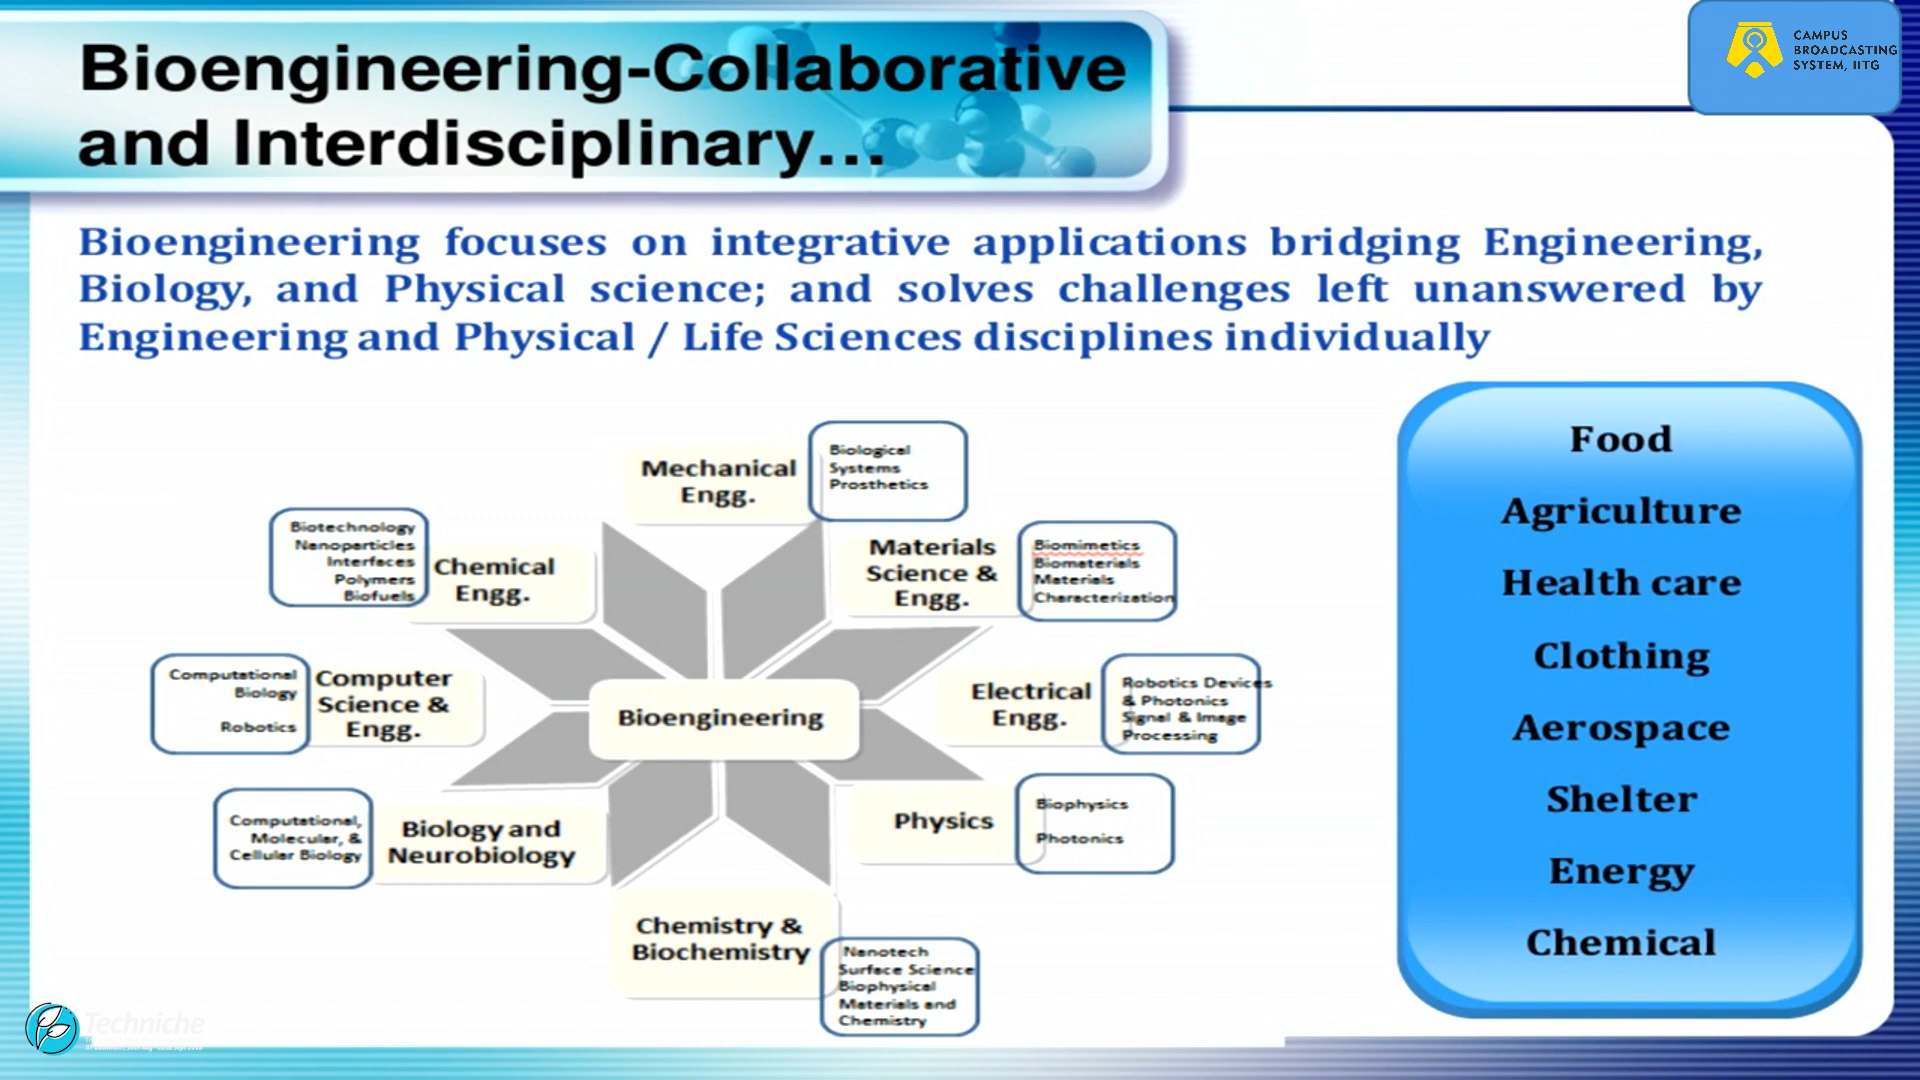 Bioengineering-Collaborative
and Interdisciplinary...
CAMPUS
BROADCASTING
SYSTEM, IITG
Bioengineering focuses on integrative applications bridging Engineering,
Biology, and Physical science; and solves challenges left unanswered by
Engineering and Physical / Life Sciences disciplines individually
Mechanical
Engg.
Biological
Systems
Prosthetics
Materials
Science &
Engg.
Biomimetics
Biomaterials
Materials
Characterization
Electrical
Engg.
Robotics Devices
& Photonics
Signal & Image
Processing
Physics
Biophysics
Photonics
Chemistry &
Biochemistry
Nanotech
Surface Science
Biophysical
Materials and
Chemistry
Biology and
Neurobiology
Computational,
Molecular, &
Cellular Biology
Computer
Science &
Engg.
Computational
Biology
Robotics
Chemical
Engg.
Biotechnology
Nanoparticles
Interfaces
Polymers
Biofuels
Bioengineering
Food
Agriculture
Health care
Clothing
Aerospace
Shelter
Energy
Chemical
Techniche